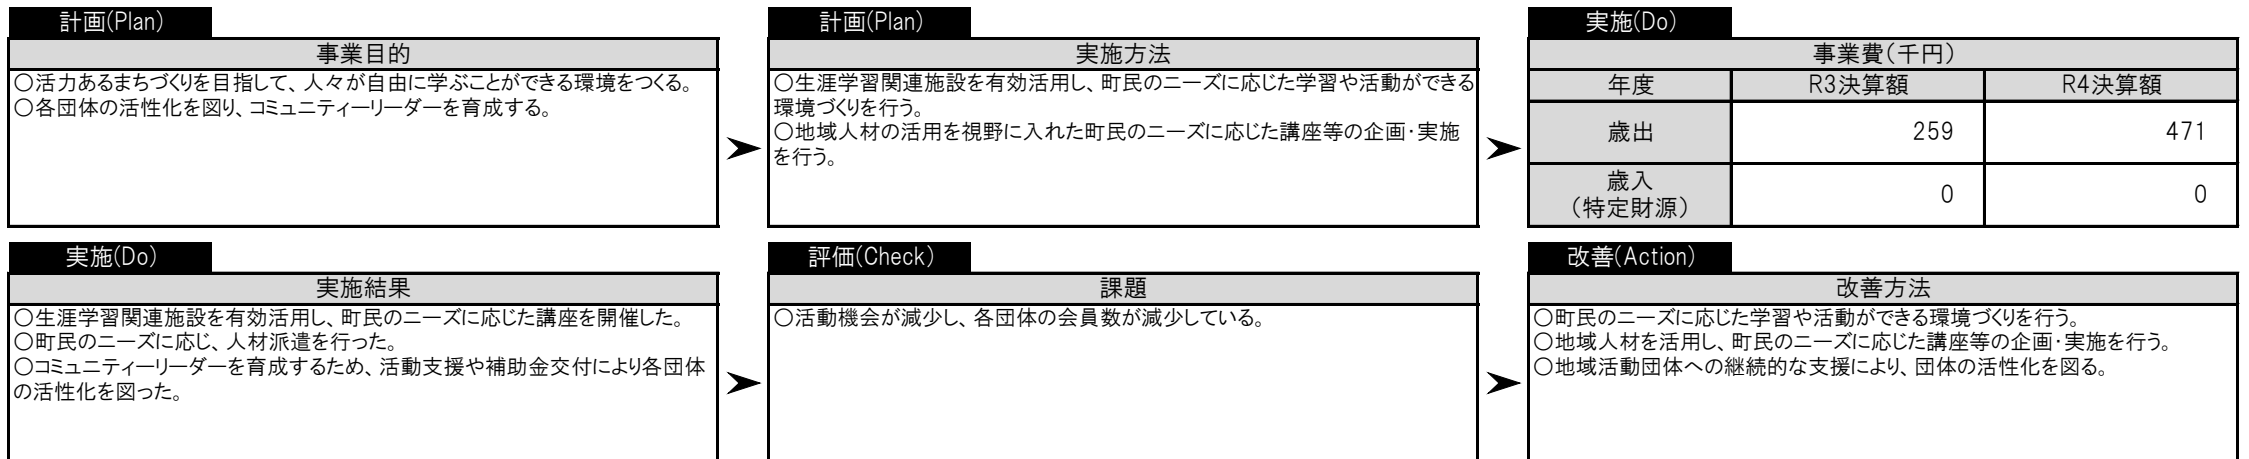 計画(Plan)
事業目的
○活力あるまちづくりを目指して、人々が自由に学ぶことができる環境をつくる。
○各団体の活性化を図り、コミュニティーリーダーを育成する。
計画(Plan)
実施方法
○生涯学習関連施設を有効活用し、町民のニーズに応じた学習や活動ができる
環境づくりを行う。
○地域人材の活用を視野に入れた町民のニーズに応じた講座等の企画・実施
を行う。
実施(Do)
事業費(千円)
年度 R3決算額 R4決算額
歳出 259 471
歳入
(特定財源) 0 0
実施(Do)
実施結果
○生涯学習関連施設を有効活用し、町民のニーズに応じた講座を開催した。
○町民のニーズに応じ、人材派遣を行った。
○コミュニティーリーダーを育成するため、活動支援や補助金交付により各団体
の活性化を図った。
評価(Check)
課題
○活動機会が減少し、各団体の会員数が減少している。
改善(Action)
改善方法
○町民のニーズに応じた学習や活動ができる環境づくりを行う。
○地域人材を活用し、町民のニーズに応じた講座等の企画・実施を行う。
○地域活動団体への継続的な支援により、団体の活性化を図る。